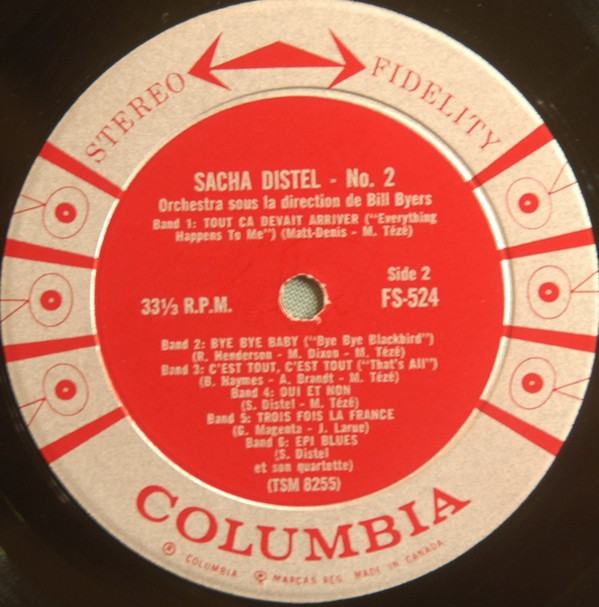 STEREO FIDELITY
SACHA DISTEL - No. 2
Orchestra sous la direction de Bill Byers
Band 1: TOUT CA DEVAIT ARRIVER ("Everything
Happens To Me") (Matt-Denis - M. Tézé)
Side 2
33⅓ R.P.M.
FS-524
Band 2: BYE BYE BABY ("Bye Bye Blackbird")
(R. Henderson - M. Dixon - M. Tézé)
Band 3: C'EST TOUT, C'EST TOUT ("That's All")
(B. Haymes - A. Brandt - M. Tézé)
Band 4: OUI ET NON
(S. Distel - M. Tézé)
Band 5: TROIS FOIS LA FRANCE
(G. Magenta - J. Larue)
Band 6: EPI BLUES
(S. Distel
et son quartette)
(TSM 8255)
COLUMBIA
® "COLUMBIA" MARCAS REG. MADE IN CANADA